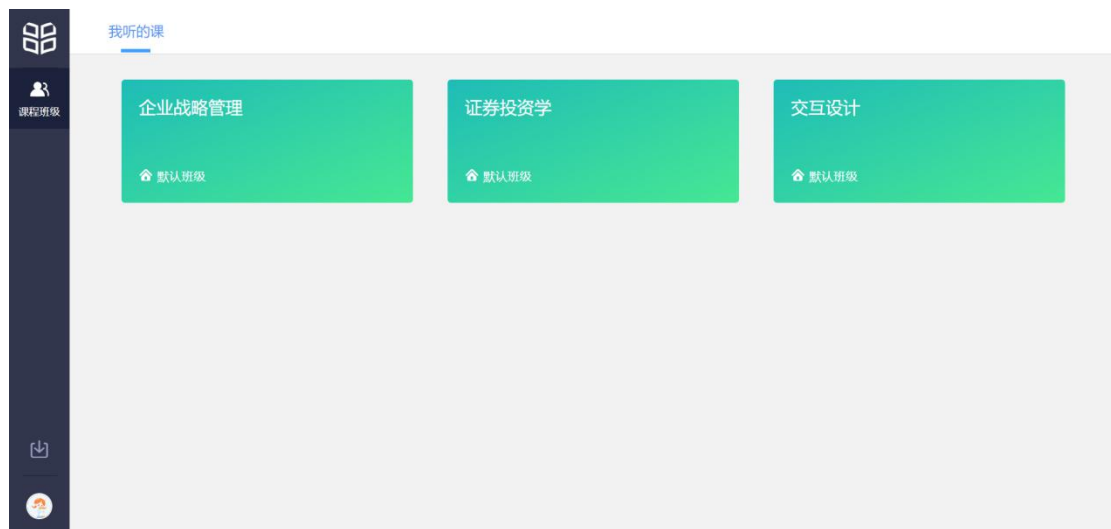 我听的课
课程班级
企业战略管理
默认班级
证券投资学
默认班级
交互设计
默认班级